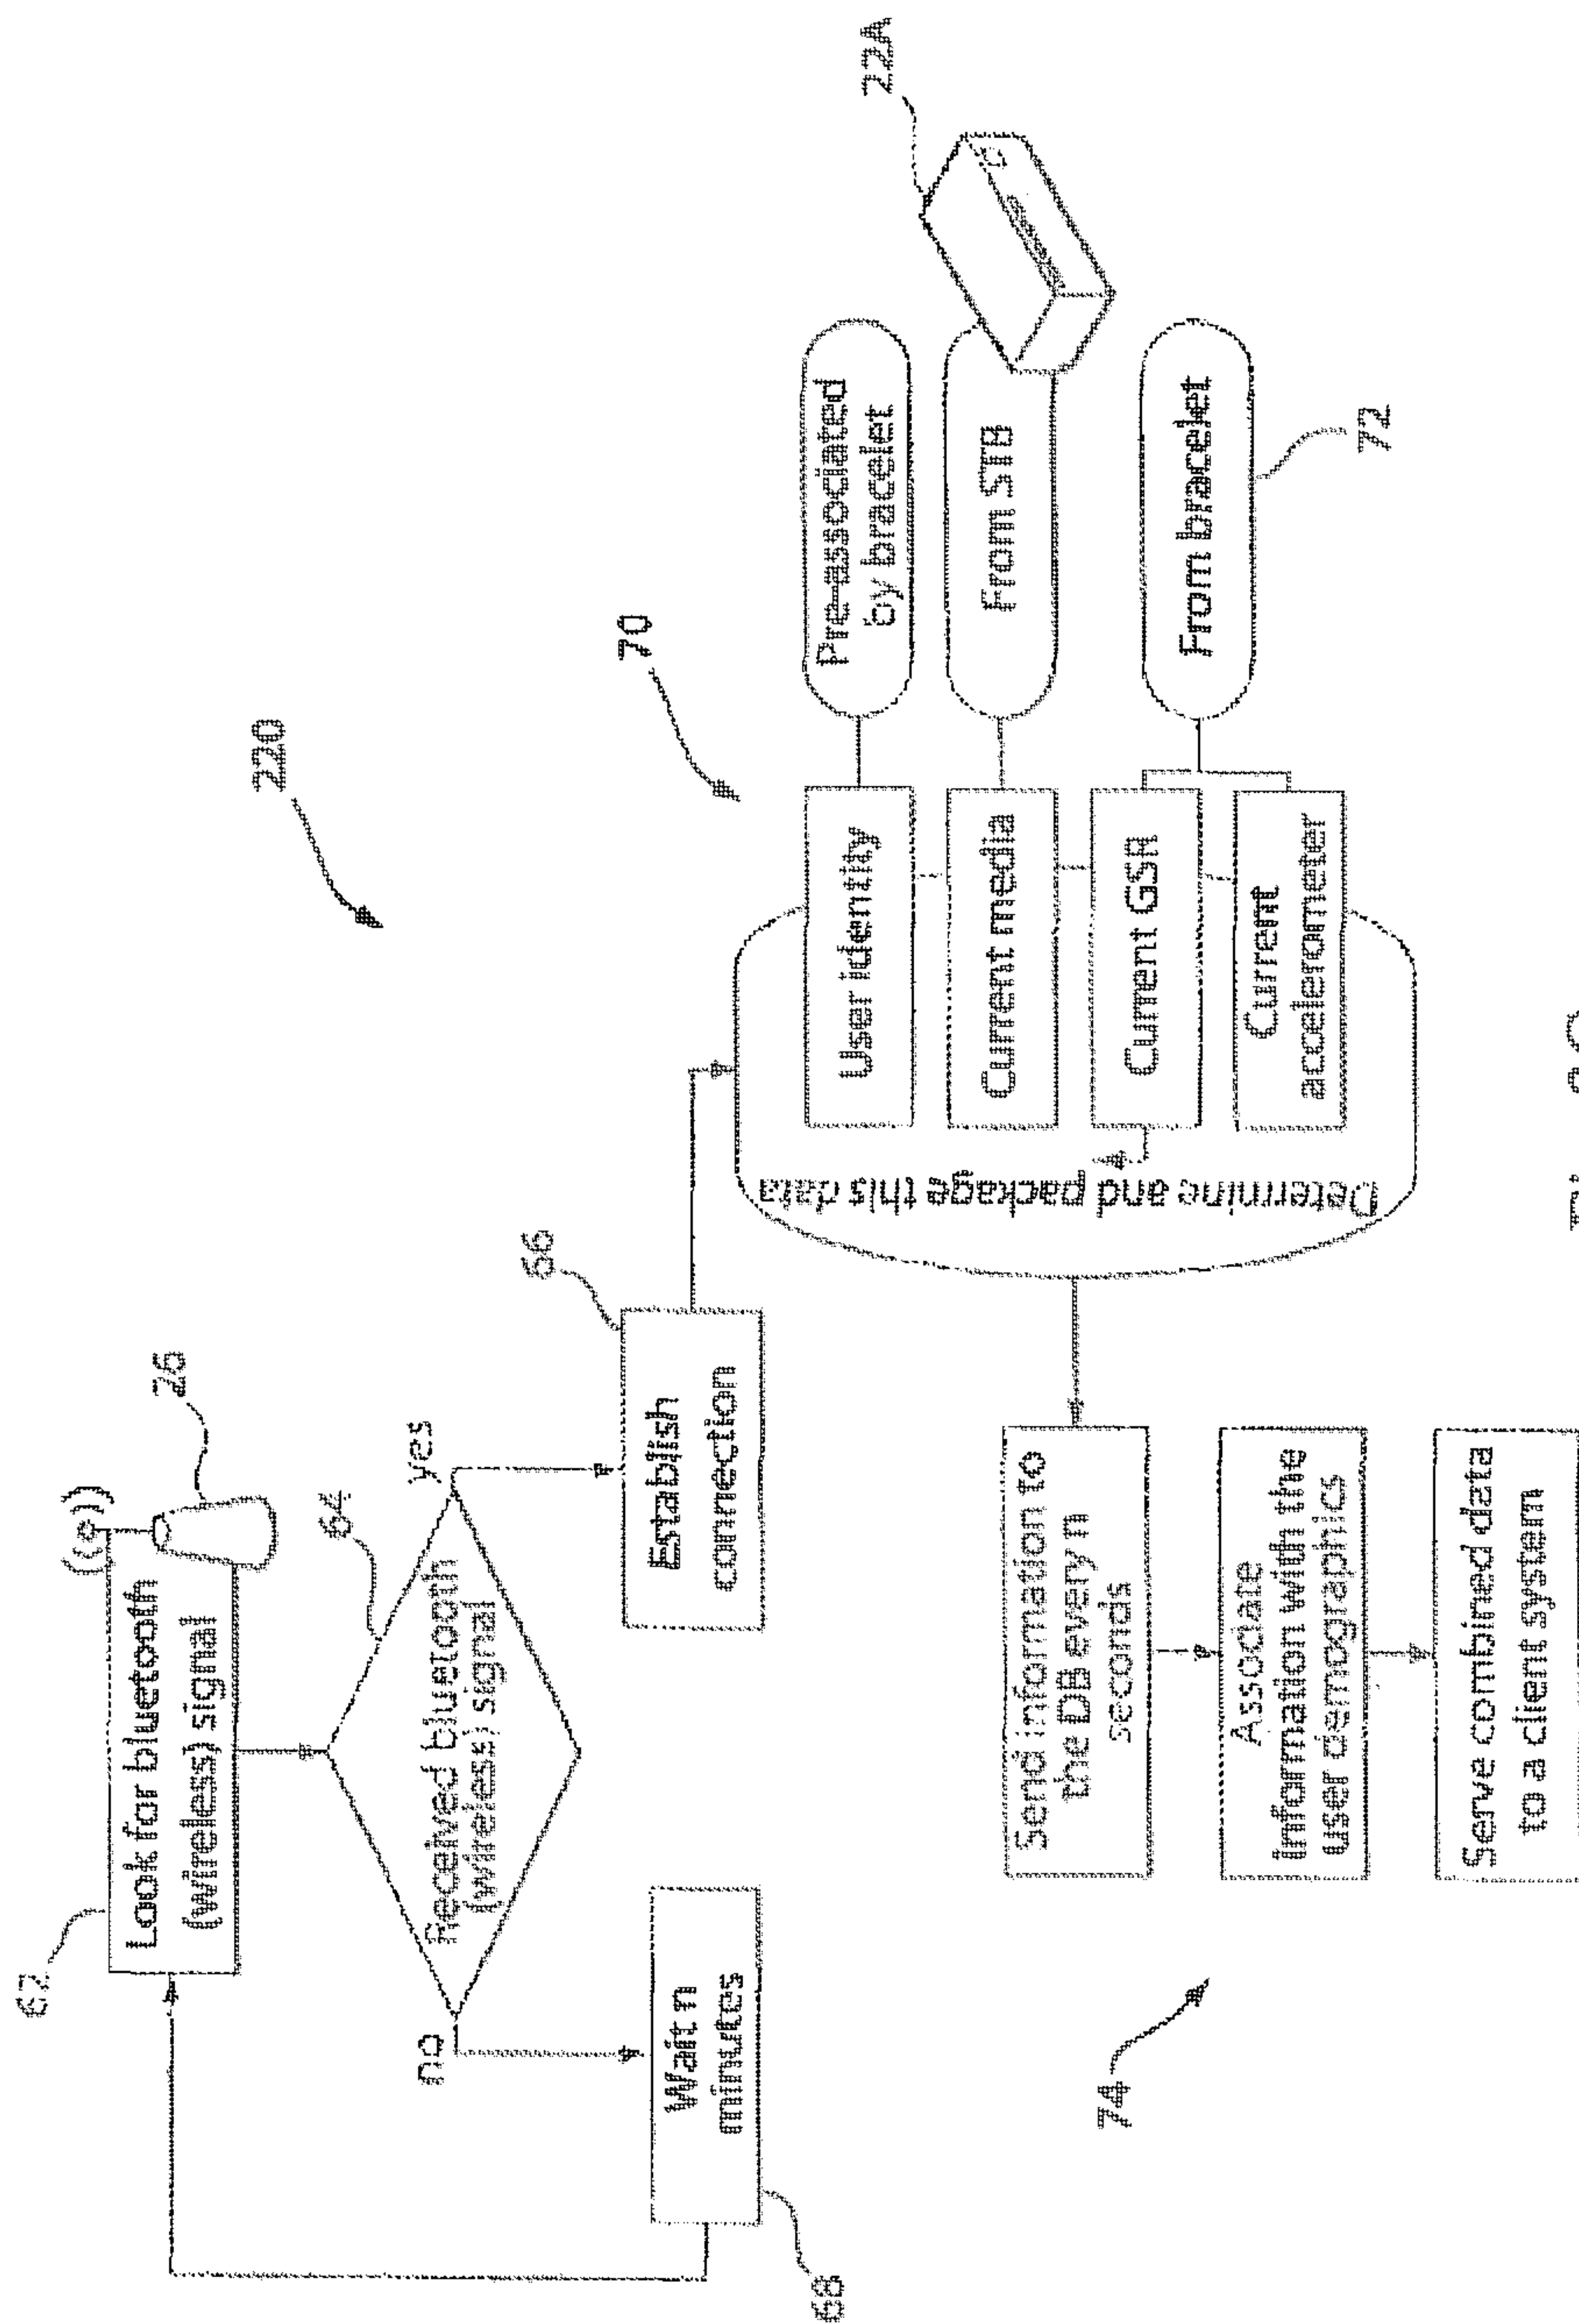 220
62
Look for bluetooth
(wireless) signal
((o))
26
64
Received bluetooth
(wireless) signal
no
yes
Wait n
minutes
68
Establish
connection
66
70
Determine and package this data
User identity
Current media
Current GSR
Current
accelerometer
Pre-associated
by bracelet
From STB
From bracelet
22A
72
74
Send information to
the DB every n
seconds
Associate
information with the
user demographics
Serve combined data
to a client system